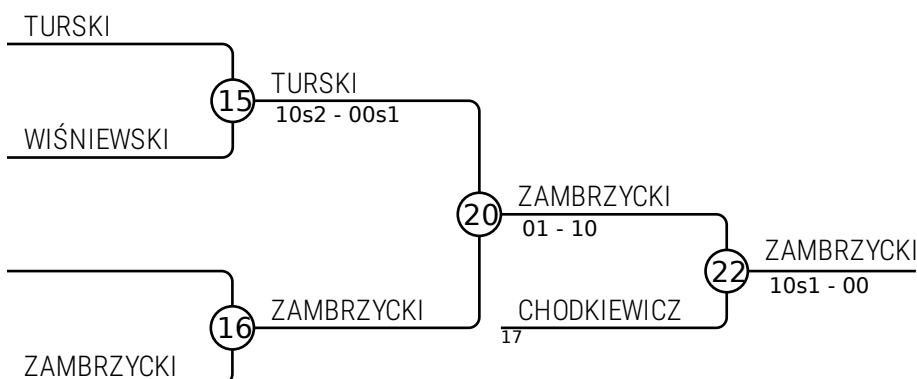 TURSKI
15
TURSKI
10s2 - 00s1
WIŚNIEWSKI
20
ZAMBRZYCKI
01 - 10
22
ZAMBRZYCKI
10s1 - 00
16
ZAMBRZYCKI
CHODKIEWICZ
17
ZAMBRZYCKI